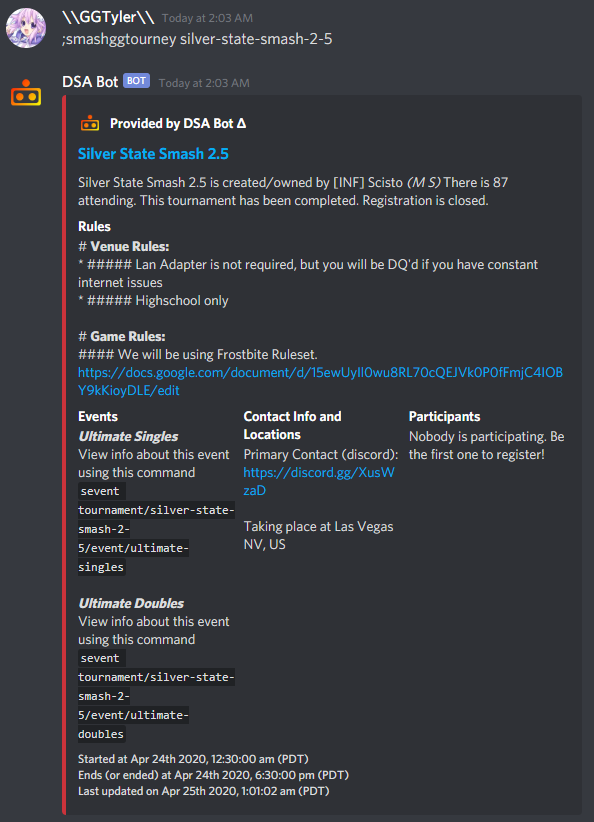 \\GGTyler\\ Today at 2:03 AM
;smashggtourney silver-state-smash-2-5
DSA Bot BOT Today at 2:03 AM
Provided by DSA Bot Δ
Silver State Smash 2.5
Silver State Smash 2.5 is created/owned by [INF] Scisto (M S) There is 87
attending. This tournament has been completed. Registration is closed.
Rules
# Venue Rules:
* ##### Lan Adapter is not required, but you will be DQ'd if you have constant
internet issues
* ##### Highschool only
# Game Rules:
#### We will be using Frostbite Ruleset.
https://docs.google.com/document/d/15ewUyIl0wu8RL70cQEJVk0P0fFmjC4IOB
Y9kKioyDLE/edit
Events
Ultimate Singles
View info about this event
using this command
sevent
tournament/silver-state-
smash-2-
5/event/ultimate-
singles
Ultimate Doubles
View info about this event
using this command
sevent
tournament/silver-state-
smash-2-
5/event/ultimate-
doubles
Contact Info and
Locations
Primary Contact (discord):
https://discord.gg/XusW
zaD
Taking place at Las Vegas
NV, US
Participants
Nobody is participating. Be
the first one to register!
Started at Apr 24th 2020, 12:30:00 am (PDT)
Ends (or ended) at Apr 24th 2020, 6:30:00 pm (PDT)
Last updated on Apr 25th 2020, 1:01:02 am (PDT)